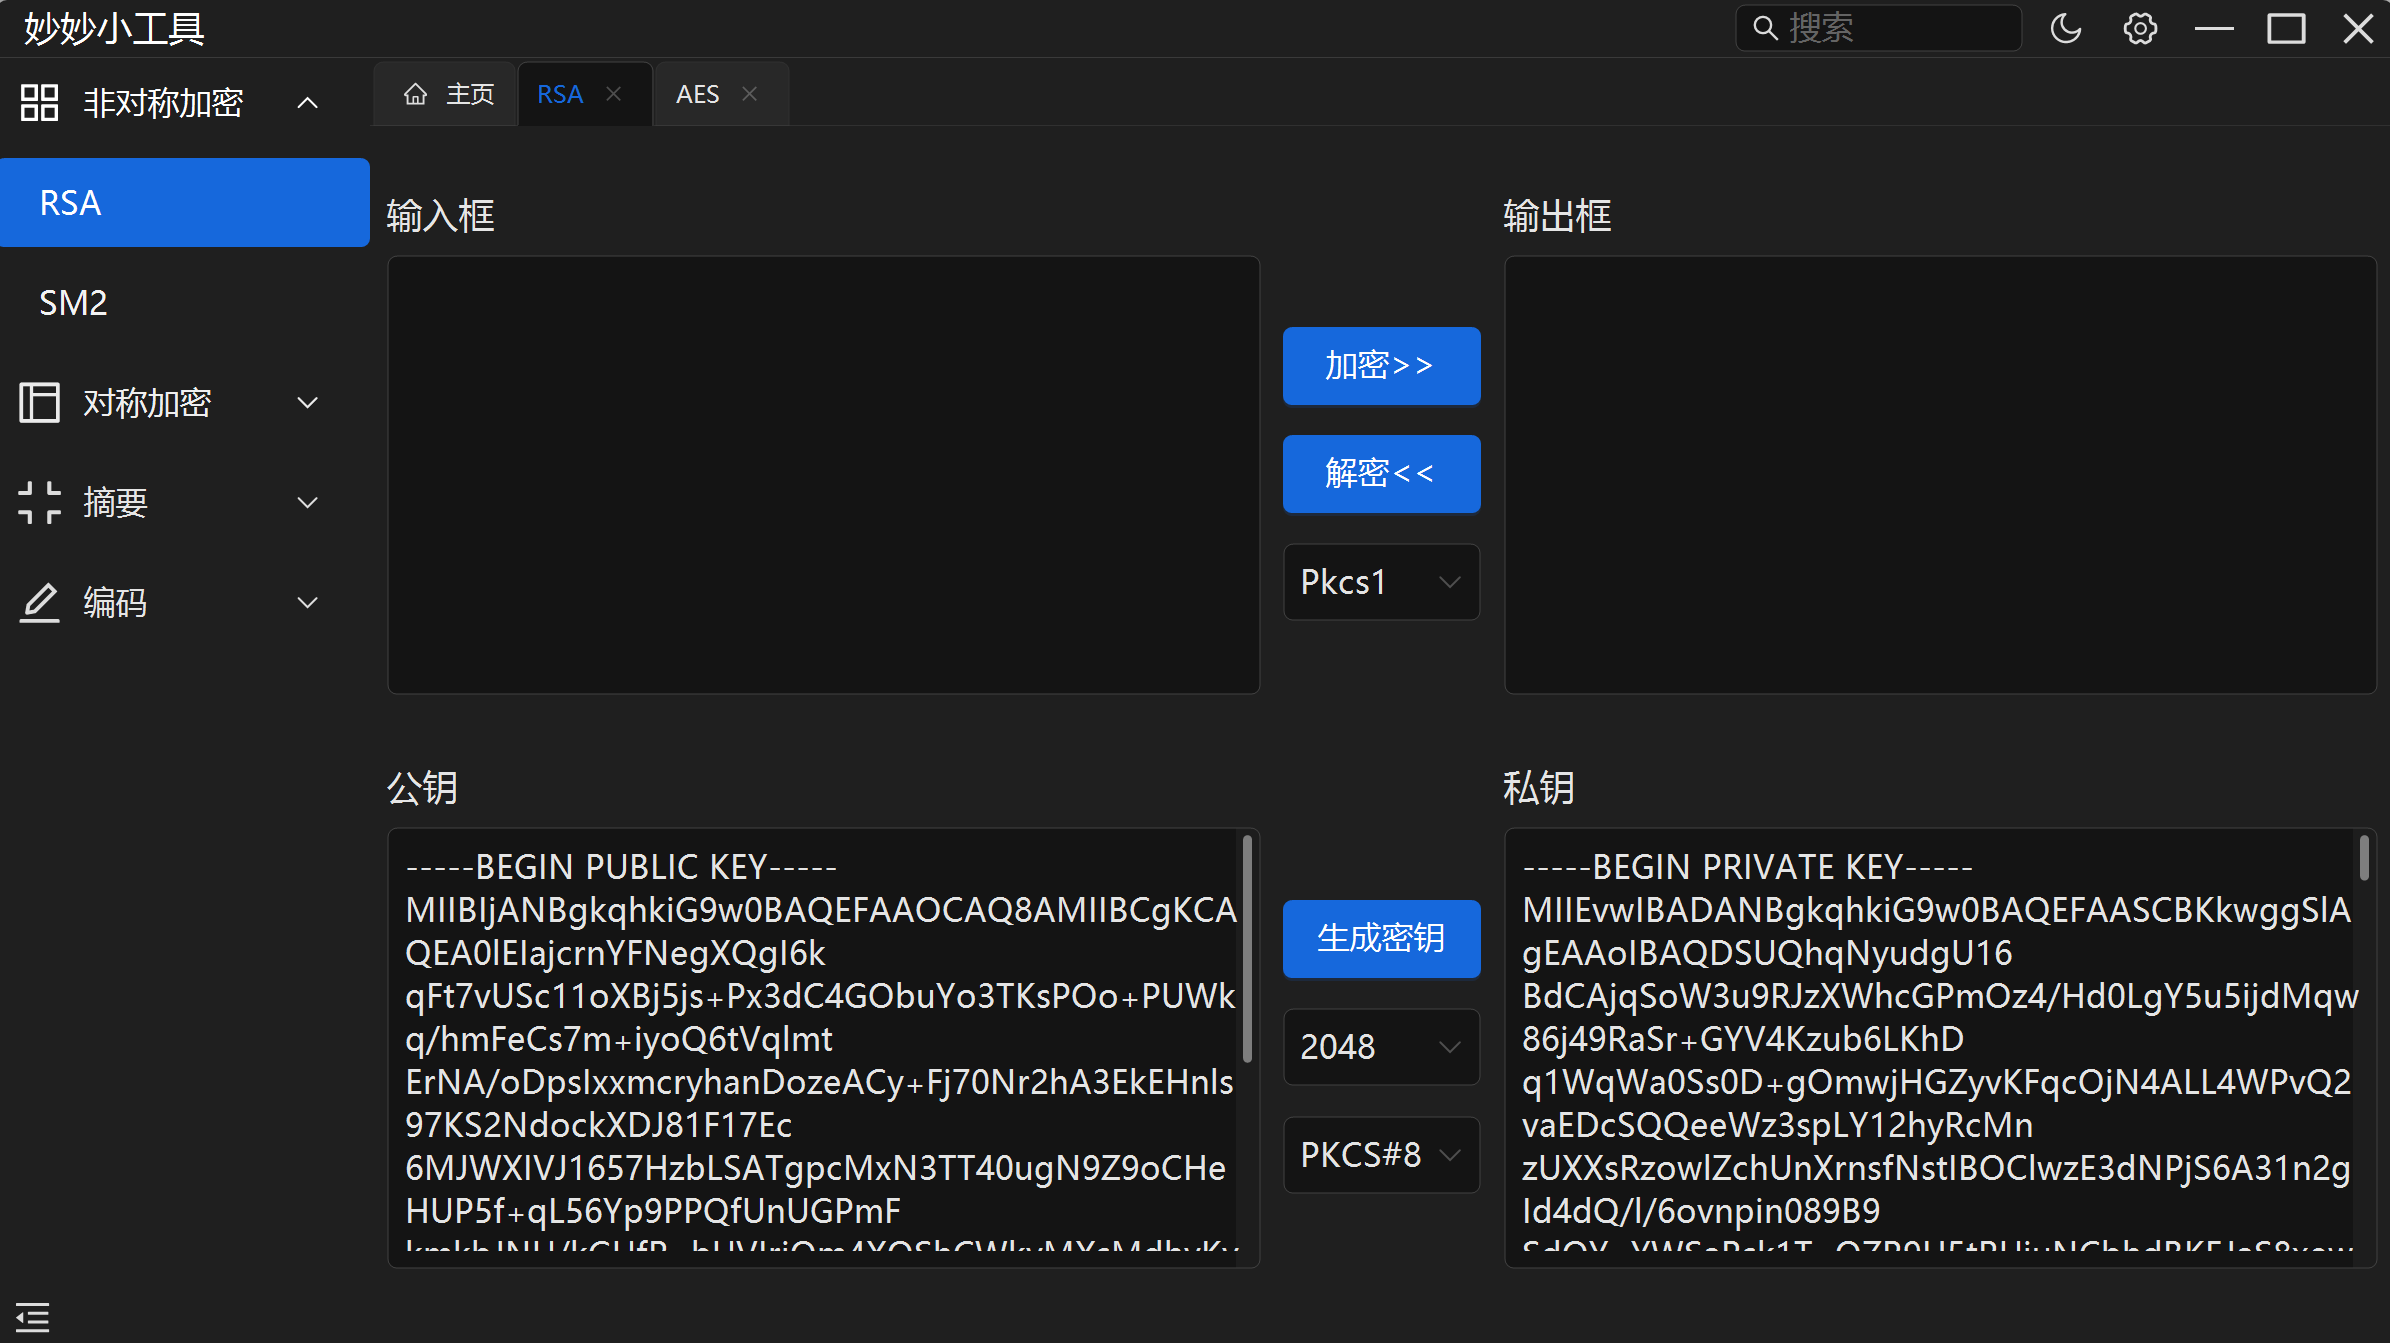 妙妙小工具
搜索
非对称加密
主页
RSA
AES
RSA
SM2
对称加密
摘要
编码
输入框
输出框
加密>>
解密<<
Pkcs1
公钥
-----BEGIN PUBLIC KEY-----
MIIBIjANBgkqhkiG9w0BAQEFAAOCAQ8AMIIBCgKCA
QEA0lEIajcrnYFNegXQgI6k
qFt7vUSc11oXBj5js+Px3dC4GObuYo3TKsPOo+PUWk
q/hmFeCs7m+iyoQ6tVqlmt
ErNA/oDpsIxxmcryhanDozeACy+Fj70Nr2hA3EkEHnls
97KS2NdockXDJ81F17Ec
6MJWXIVJ1657HzbLSATgpcMxN3TT40ugN9Z9oCHe
HUP5f+qL56Yp9PPQfUnUGPmF
生成密钥
2048
PKCS#8
私钥
-----BEGIN PRIVATE KEY-----
MIIEvwIBADANBgkqhkiG9w0BAQEFAASCBKkwggSlA
gEAAoIBAQDSUQhqNyudgU16
BdCAjqSoW3u9RJzXWhcGPmOz4/Hd0LgY5u5ijdMqw
86j49RaSr+GYV4Kzub6LKhD
q1WqWa0Ss0D+gOmwjHGZyvKFqcOjN4ALL4WPvQ2
vaEDcSQQeeWz3spLY12hyRcMn
zUXXsRzowlZchUnXrnsfNstIBOClwzE3dNPjS6A31n2g
Id4dQ/l/6ovnpin089B9